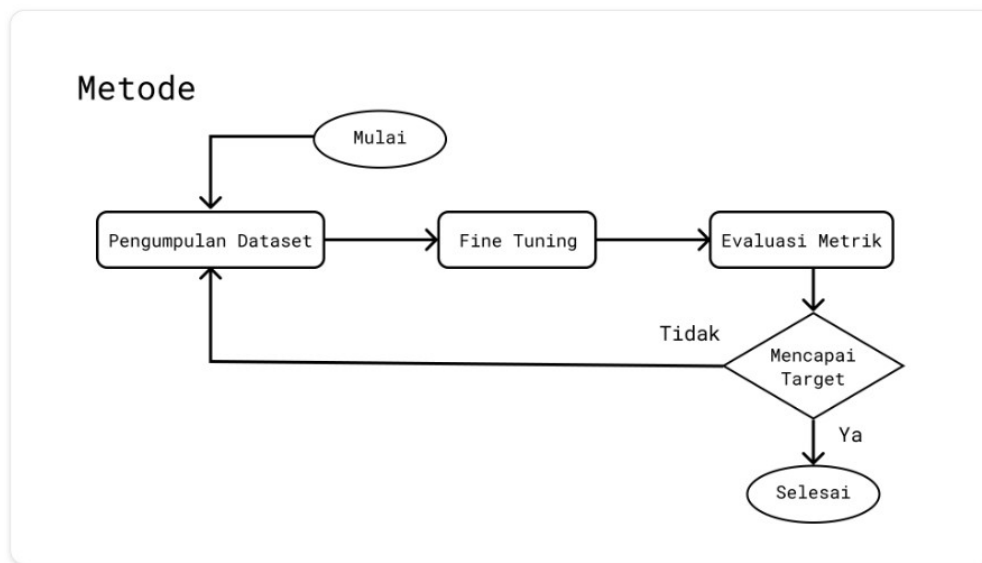 Metode
Mulai
Pengumpulan Dataset
Fine Tuning
Evaluasi Metrik
Tidak
Mencapai
Target
Ya
Selesai